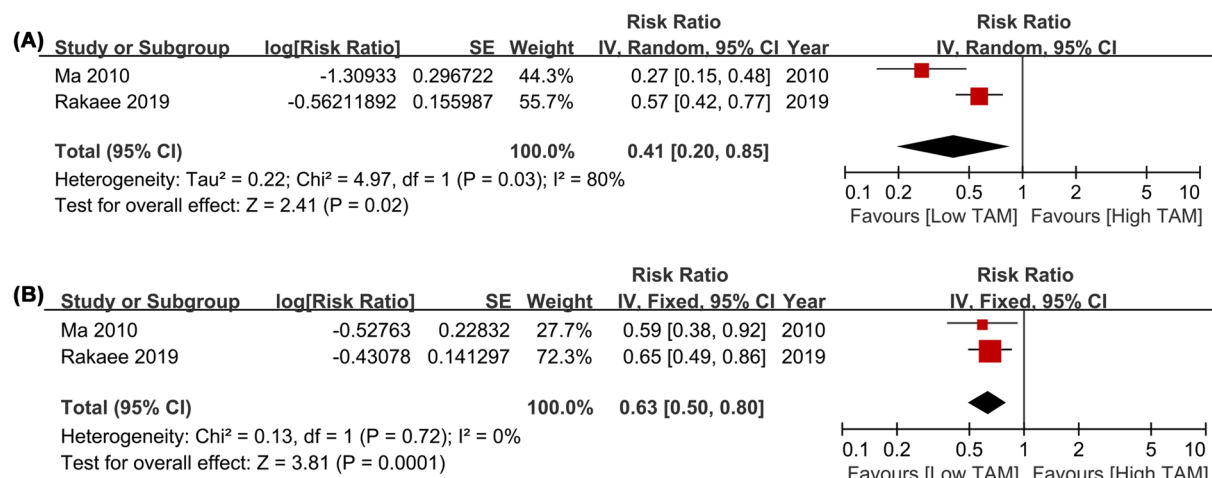 Risk Ratio Risk Ratio
(A) Study or Subgroup log[Risk Ratio] SE Weight IV, Random, 95% CI Year IV, Random, 95% CI
Ma 2010 -1.30933 0.296722 44.3% 0.27 [0.15, 0.48] 2010
Rakaee 2019 -0.56211892 0.155987 55.7% 0.57 [0.42, 0.77] 2019
Total (95% CI) 100.0% 0.41 [0.20, 0.85]
Heterogeneity: Tau² = 0.22; Chi² = 4.97, df = 1 (P = 0.03); I² = 80%
Test for overall effect: Z = 2.41 (P = 0.02)
0.1 0.2 0.5 1 2 5 10
Favours [Low TAM] Favours [High TAM]
Risk Ratio Risk Ratio
(B) Study or Subgroup log[Risk Ratio] SE Weight IV, Fixed, 95% CI Year IV, Fixed, 95% CI
Ma 2010 -0.52763 0.22832 27.7% 0.59 [0.38, 0.92] 2010
Rakaee 2019 -0.43078 0.141297 72.3% 0.65 [0.49, 0.86] 2019
Total (95% CI) 100.0% 0.63 [0.50, 0.80]
Heterogeneity: Chi² = 0.13, df = 1 (P = 0.72); I² = 0%
Test for overall effect: Z = 3.81 (P = 0.0001)
0.1 0.2 0.5 1 2 5 10
Favours [Low TAM] Favours [High TAM]